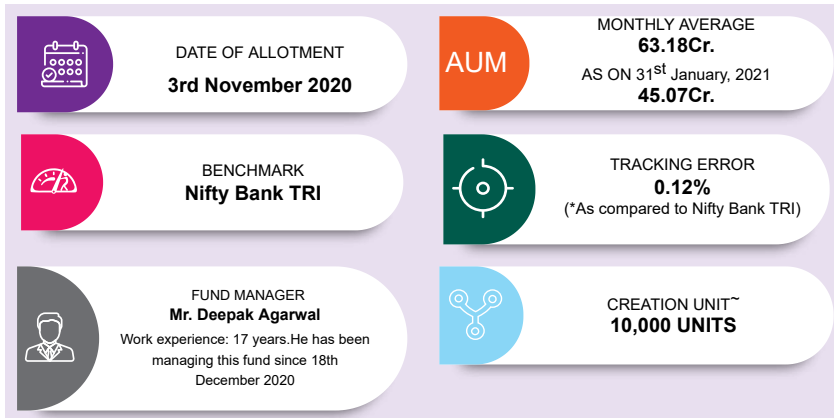 DATE OF ALLOTMENT
3rd November 2020
AUM
MONTHLY AVERAGE
63.18Cr.
AS ON 31st January, 2021
45.07Cr.
BENCHMARK
Nifty Bank TRI
TRACKING ERROR
0.12%
(*As compared to Nifty Bank TRI)
FUND MANAGER
Mr. Deepak Agarwal
Work experience: 17 years.He has been
managing this fund since 18th
December 2020
CREATION UNIT~
10,000 UNITS